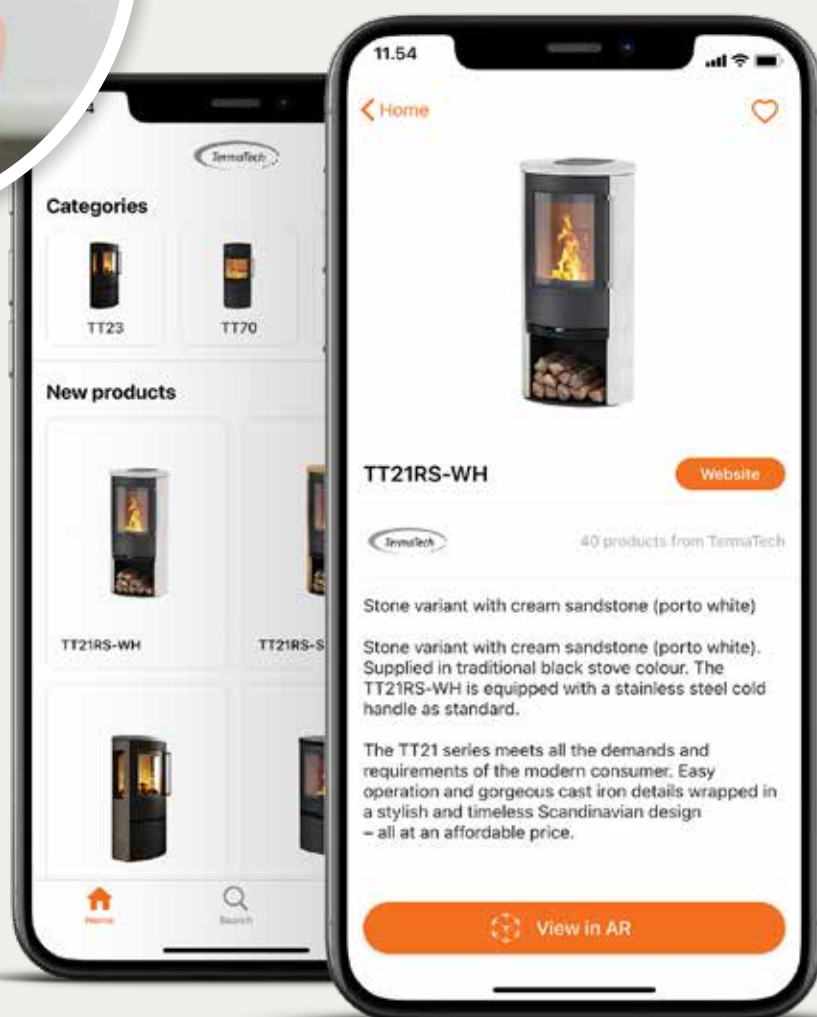 4
TermaTech
Categories
TT23
TT70
New products
TT21RS-WH
TT21RS-S
Home
Search
11.54
Home
TT21RS-WH
Website
TermaTech
40 products from TermaTech
Stone variant with cream sandstone (porto white)
Stone variant with cream sandstone (porto white).
Supplied in traditional black stove colour. The
TT21RS-WH is equipped with a stainless steel cold
handle as standard.
The TT21 series meets all the demands and
requirements of the modern consumer. Easy
operation and gorgeous cast iron details wrapped in
a stylish and timeless Scandinavian design
– all at an affordable price.
View in AR